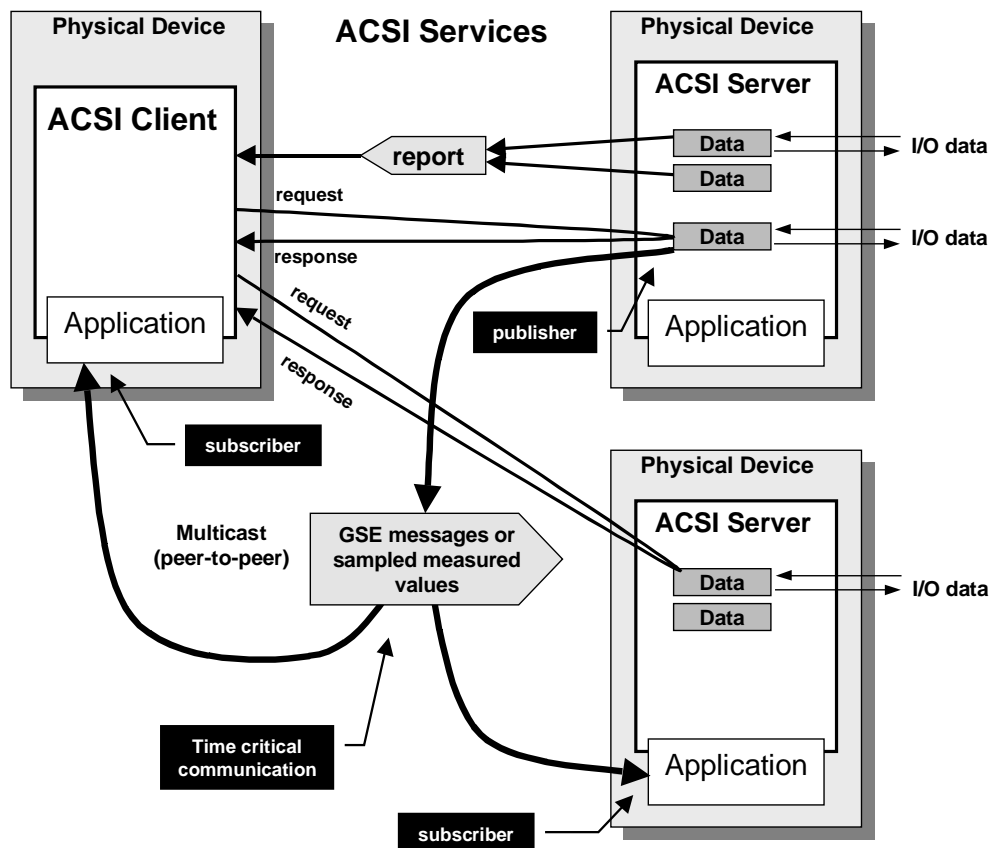 Physical Device
ACSI Services
Physical Device
ACSI Client
ACSI Server
report
Data
I/O data
Data
request
Data
I/O data
response
request
Application
publisher
Application
response
subscriber
Physical Device
Multicast
(peer-to-peer)
GSE messages or
sampled measured
values
ACSI Server
Data
I/O data
Data
Time critical
communication
Application
subscriber